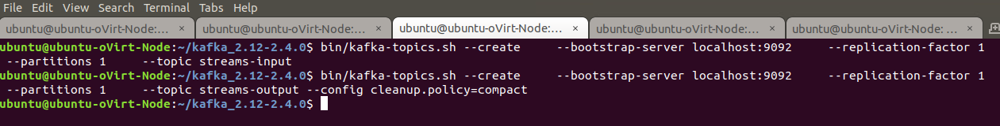 File Edit View Search Terminal Tabs Help
ubuntu@ubuntu-oVirt-Node:... × ubuntu@ubuntu-oVirt-Node:... × ubuntu@ubuntu-oVirt-Node:... × ubuntu@ubuntu-oVirt-Node: ... × ubuntu@ubuntu-oVirt-Node: ... ×
ubuntu@ubuntu-oVirt-Node:~/kafka_2.12-2.4.0$ bin/kafka-topics.sh --create     --bootstrap-server localhost:9092     --replication-factor 1
 --partitions 1     --topic streams-input
ubuntu@ubuntu-oVirt-Node:~/kafka_2.12-2.4.0$ bin/kafka-topics.sh --create     --bootstrap-server localhost:9092     --replication-factor 1
 --partitions 1     --topic streams-output --config cleanup.policy=compact
ubuntu@ubuntu-oVirt-Node:~/kafka_2.12-2.4.0$